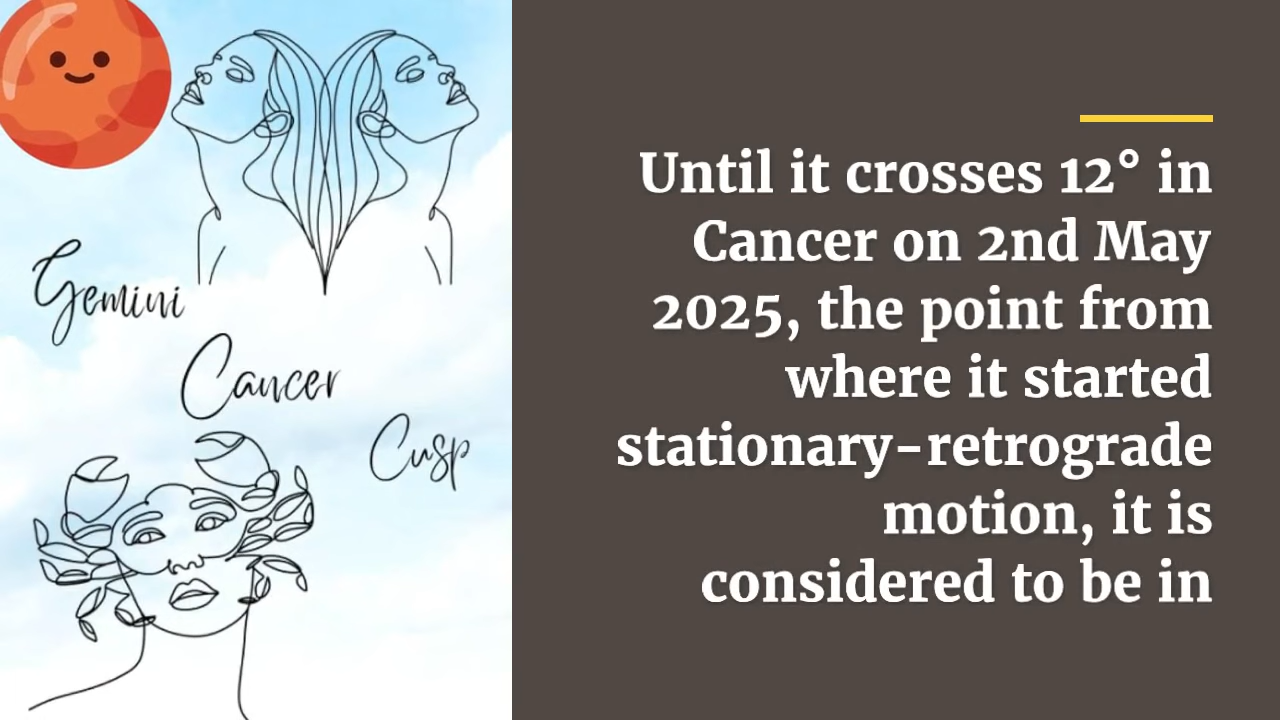 Gemini
Cancer
Cusp
Until it crosses 12° in
Cancer on 2nd May
2025, the point from
where it started
stationary-retrograde
motion, it is
considered to be in